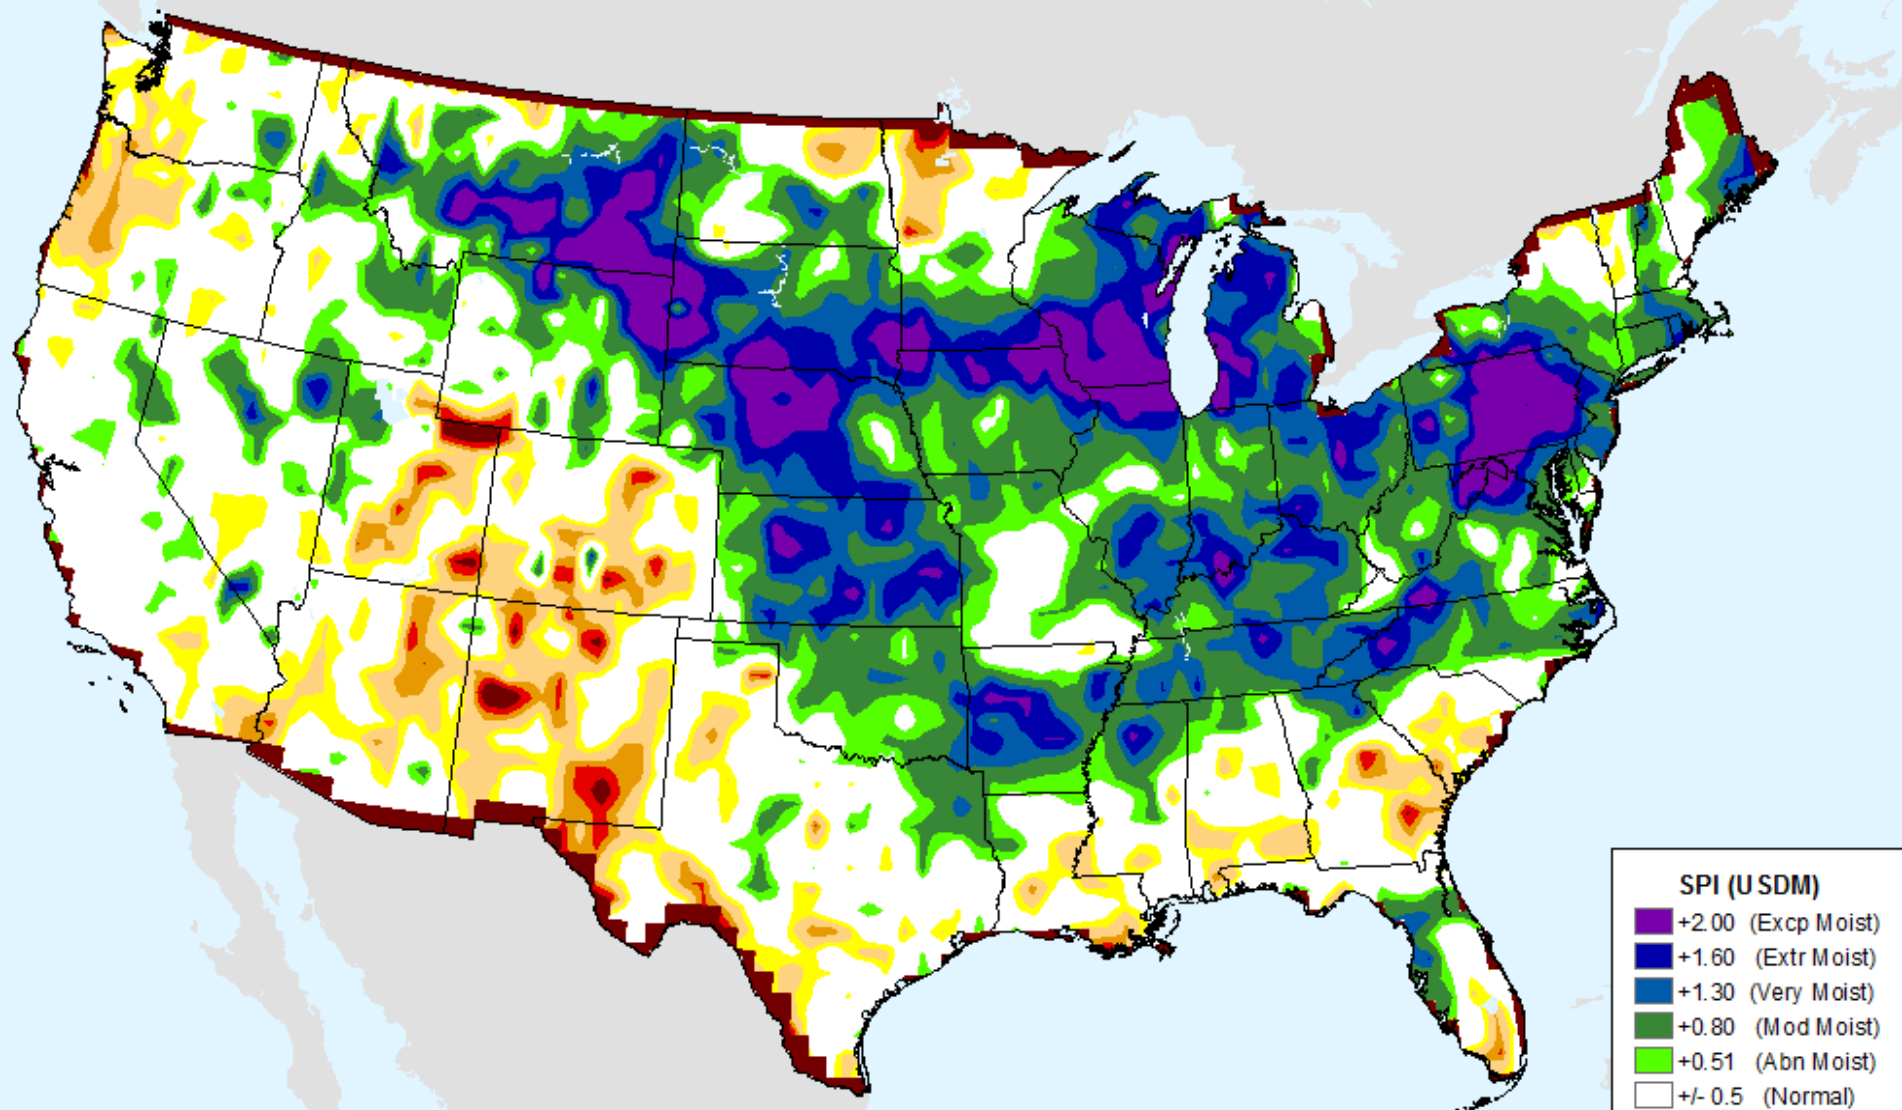 SPI (USDM)
+2.00 (Excp Moist)
+1.60 (Extr Moist)
+1.30 (Very Moist)
+0.80 (Mod Moist)
+0.51 (Abn Moist)
+/- 0.5 (Normal)